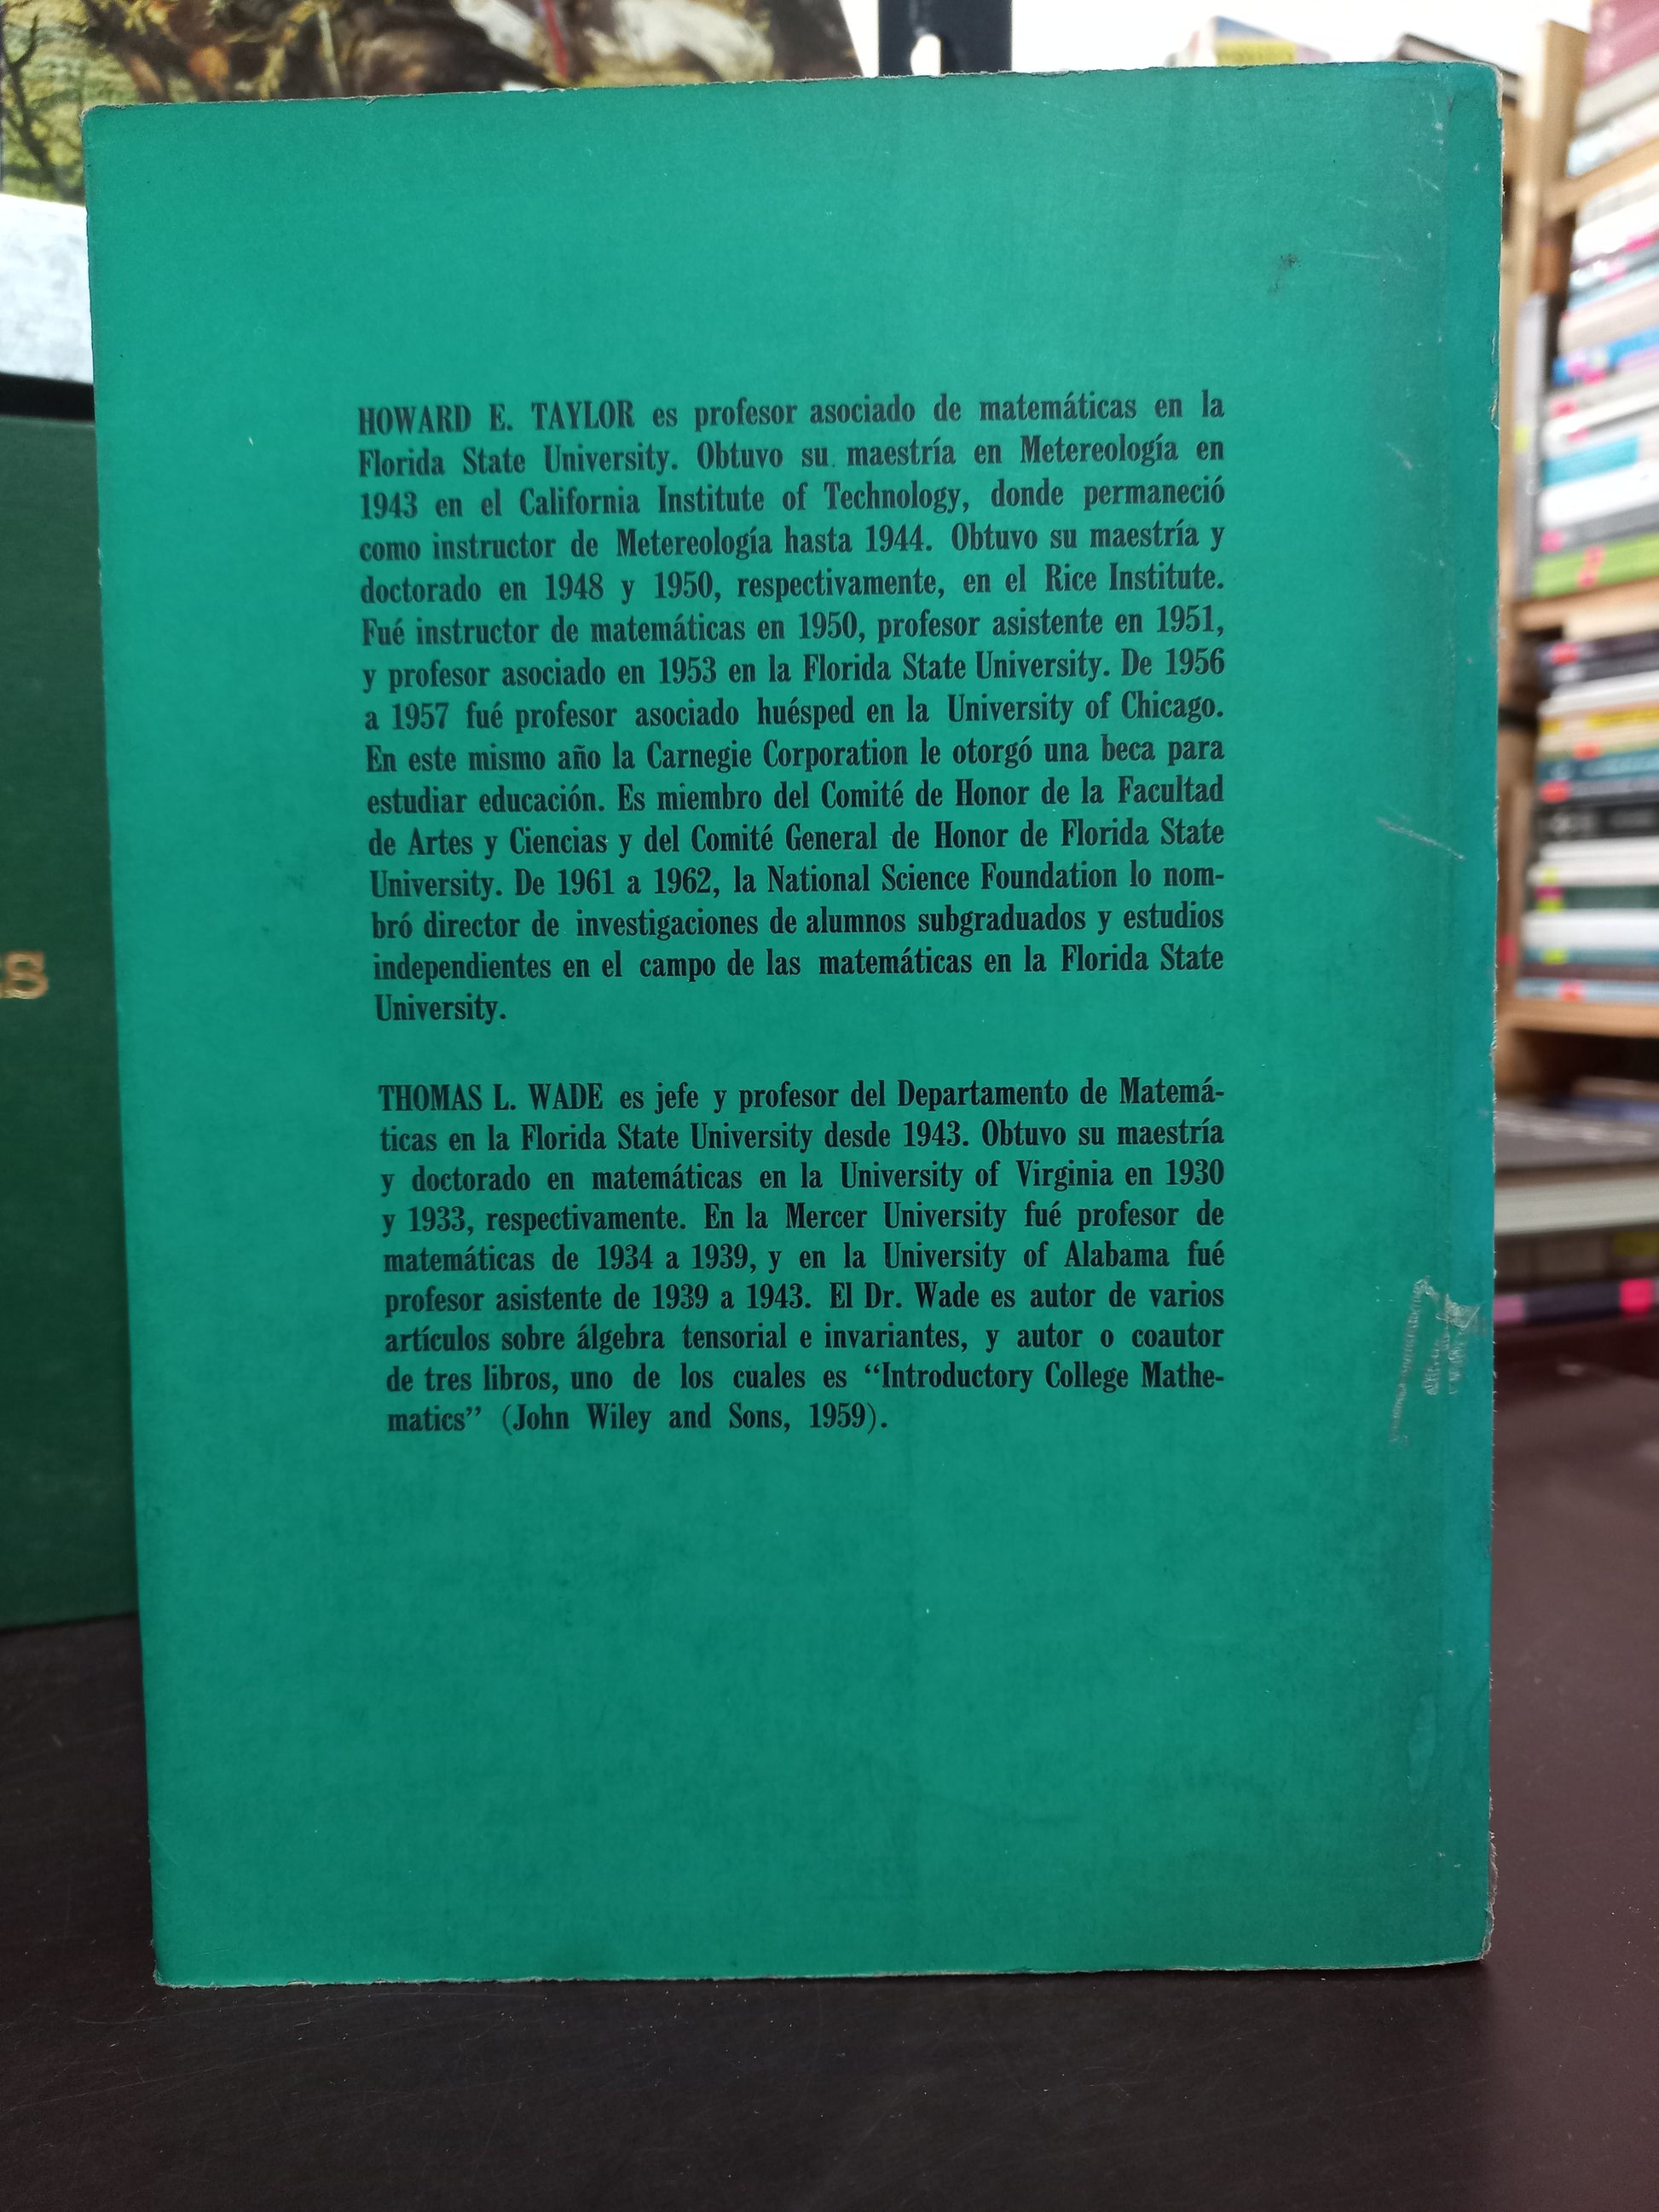 HOWARD E. TAYLOR es profesor asociado de matemáticas en la
Florida State University. Obtuvo su maestría en Metereología en
1943 en el California Institute of Technology, donde permaneció
como instructor de Metereología hasta 1944. Obtuvo su maestría y
doctorado en 1948 y 1950, respectivamente, en el Rice Institute.
Fué instructor de matemáticas en 1950, profesor asistente en 1951,
y profesor asociado en 1953 en la Florida State University. De 1956
a 1957 fué profesor asociado huésped en la University of Chicago.
En este mismo año la Carnegie Corporation le otorgó una beca para
estudiar educación. Es miembro del Comité de Honor de la Facultad
de Artes y Ciencias y del Comité General de Honor de Florida State
University. De 1961 a 1962, la National Science Foundation lo nom-
bró director de investigaciones de alumnos subgraduados y estudios
independientes en el campo de las matemáticas en la Florida State
University.
THOMAS L. WADE es jefe y profesor del Departamento de Matemá-
ticas en la Florida State University desde 1943. Obtuvo su maestría
y doctorado en matemáticas en la University of Virginia en 1930
y 1933, respectivamente. En la Mercer University fué profesor de
matemáticas de 1934 a 1939, y en la University of Alabama fué
profesor asistente de 1939 a 1943. El Dr. Wade es autor de varios
artículos sobre álgebra tensorial e invariantes, y autor o coautor
de tres libros, uno de los cuales es “Introductory College Mathe-
matics” (John Wiley and Sons, 1959).